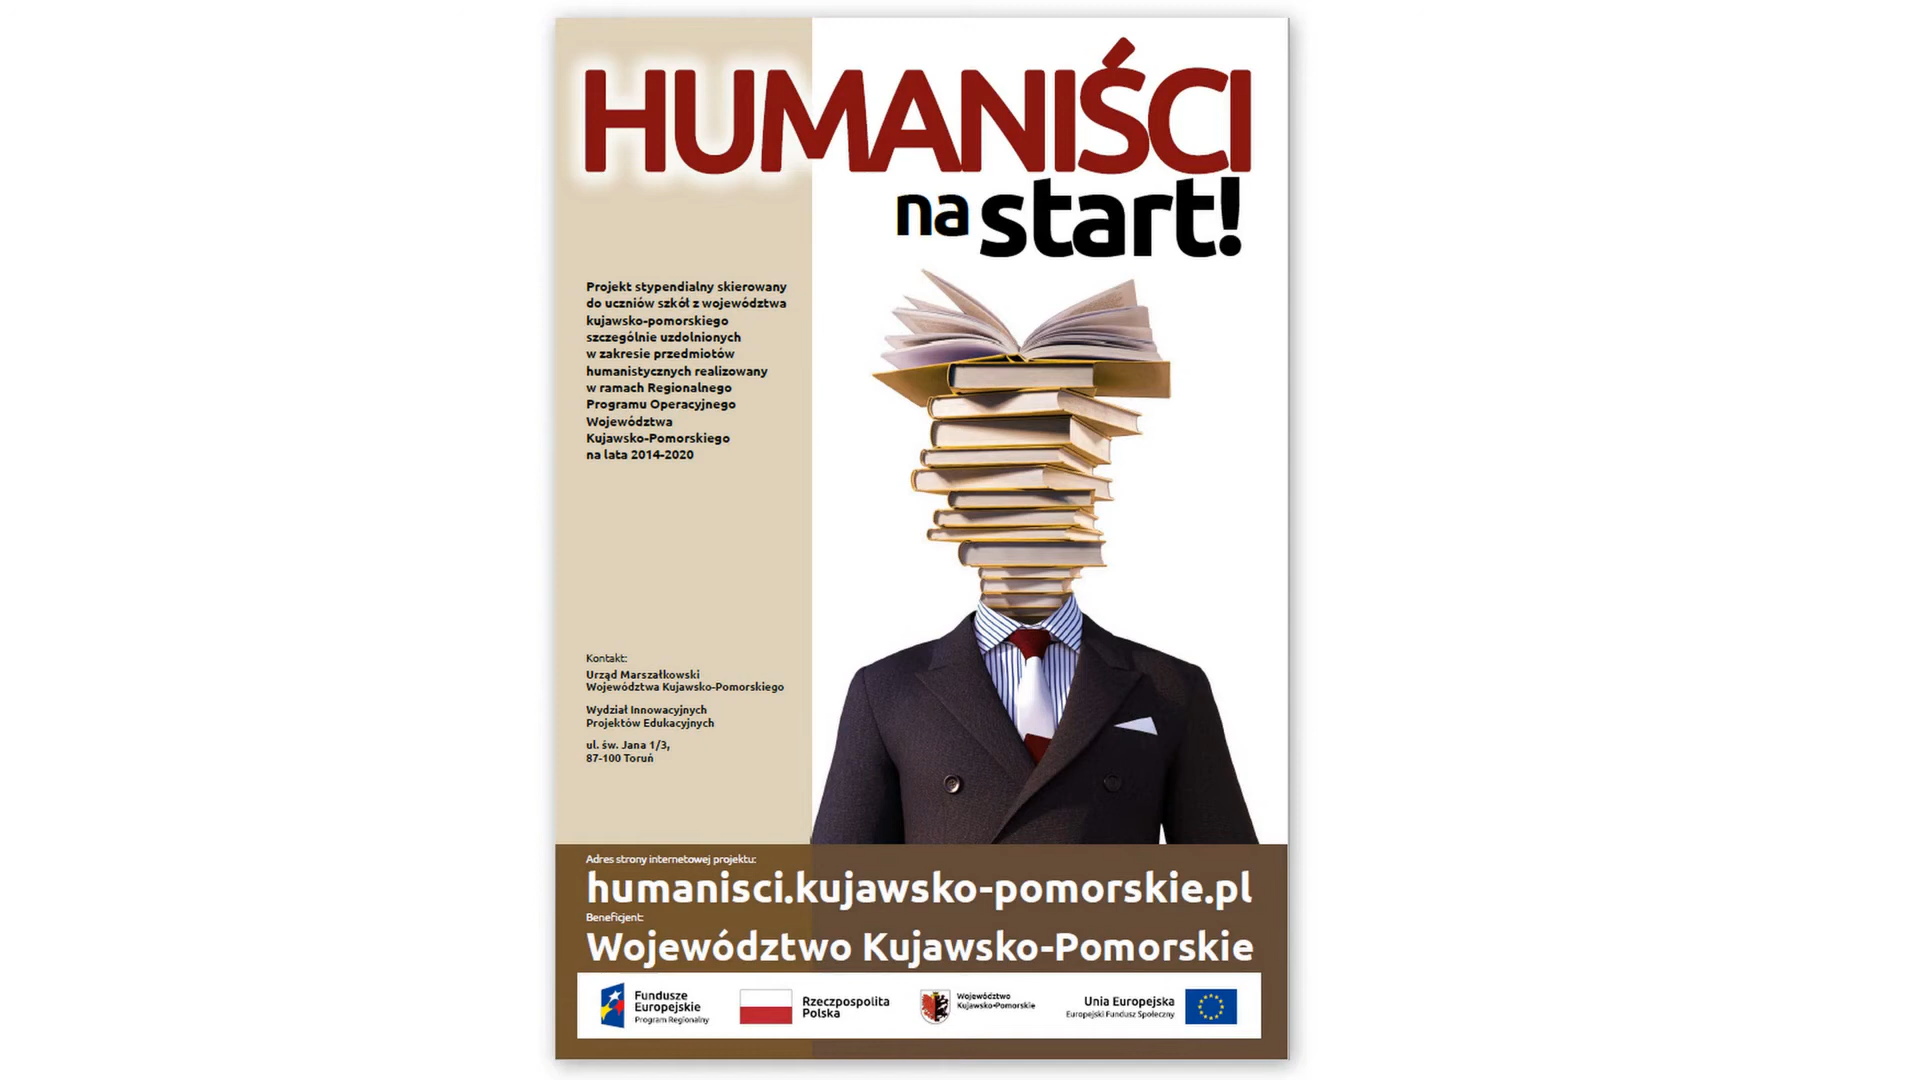 HUMANIŚCI
na start!
Projekt stypendialny skierowany
do uczniów szkół z województwa
kujawsko-pomorskiego
szczególnie uzdolnionych
w zakresie przedmiotów
humanistycznych realizowany
w ramach Regionalnego
Programu Operacyjnego
Województwa
Kujawsko-Pomorskiego
na lata 2014-2020
Kontakt:
Urząd Marszałkowski
Województwa Kujawsko-Pomorskiego
Wydział Innowacyjnych
Projektów Edukacyjnych
ul. św. Jana 1/3,
87-100 Toruń
Adres strony internetowej projektu:
humanisci.kujawsko-pomorskie.pl
Beneficjent:
Województwo Kujawsko-Pomorskie
Fundusze
Europejskie
Program Regionalny
Rzeczpospolita
Polska
Województwo
Kujawsko-Pomorskie
Unia Europejska
Europejski Fundusz Społeczny